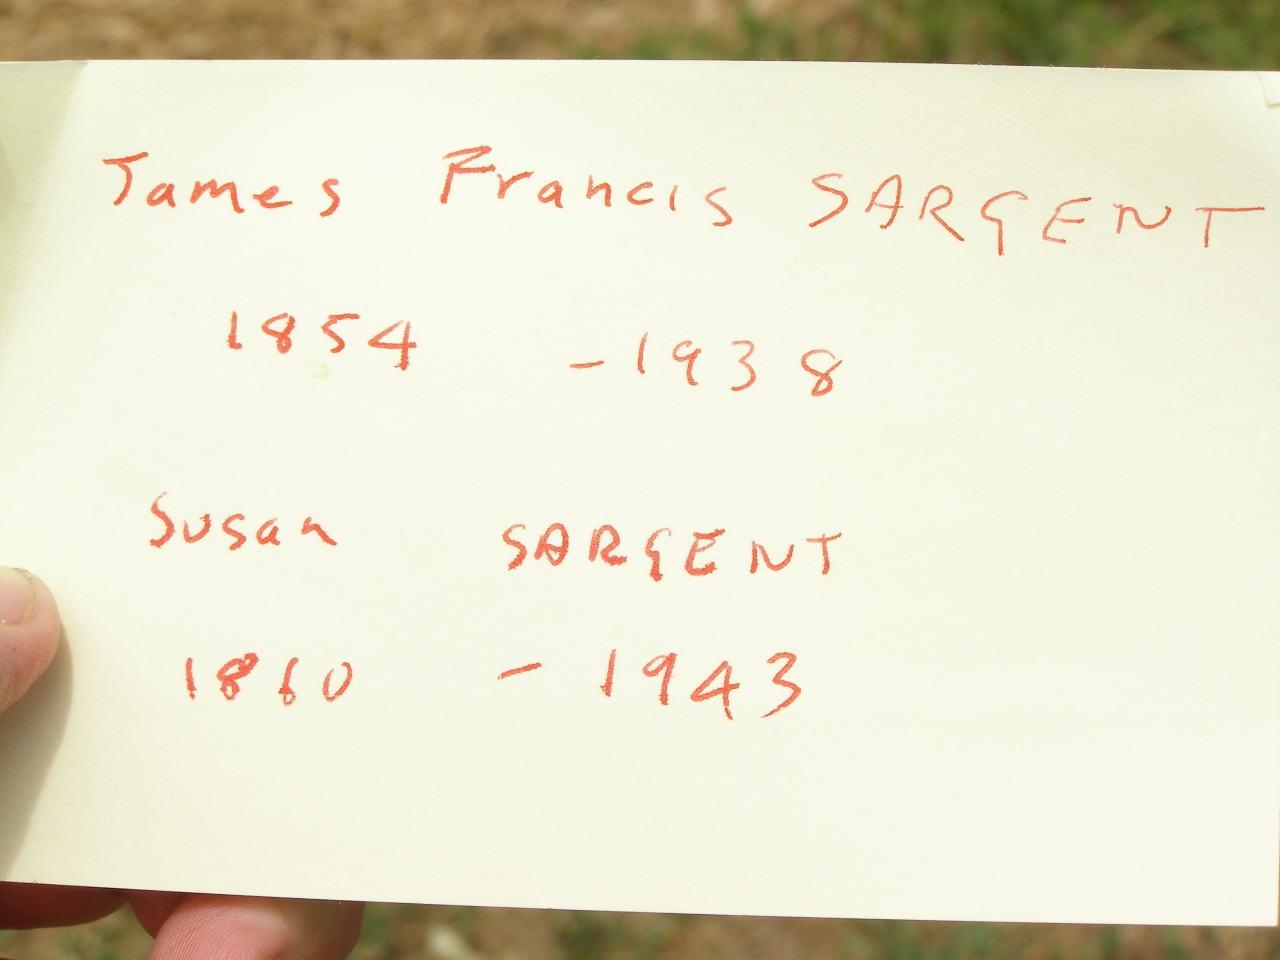 James Francis SARGENT
1854 - 1938
Susan SARGENT
1860 - 1943